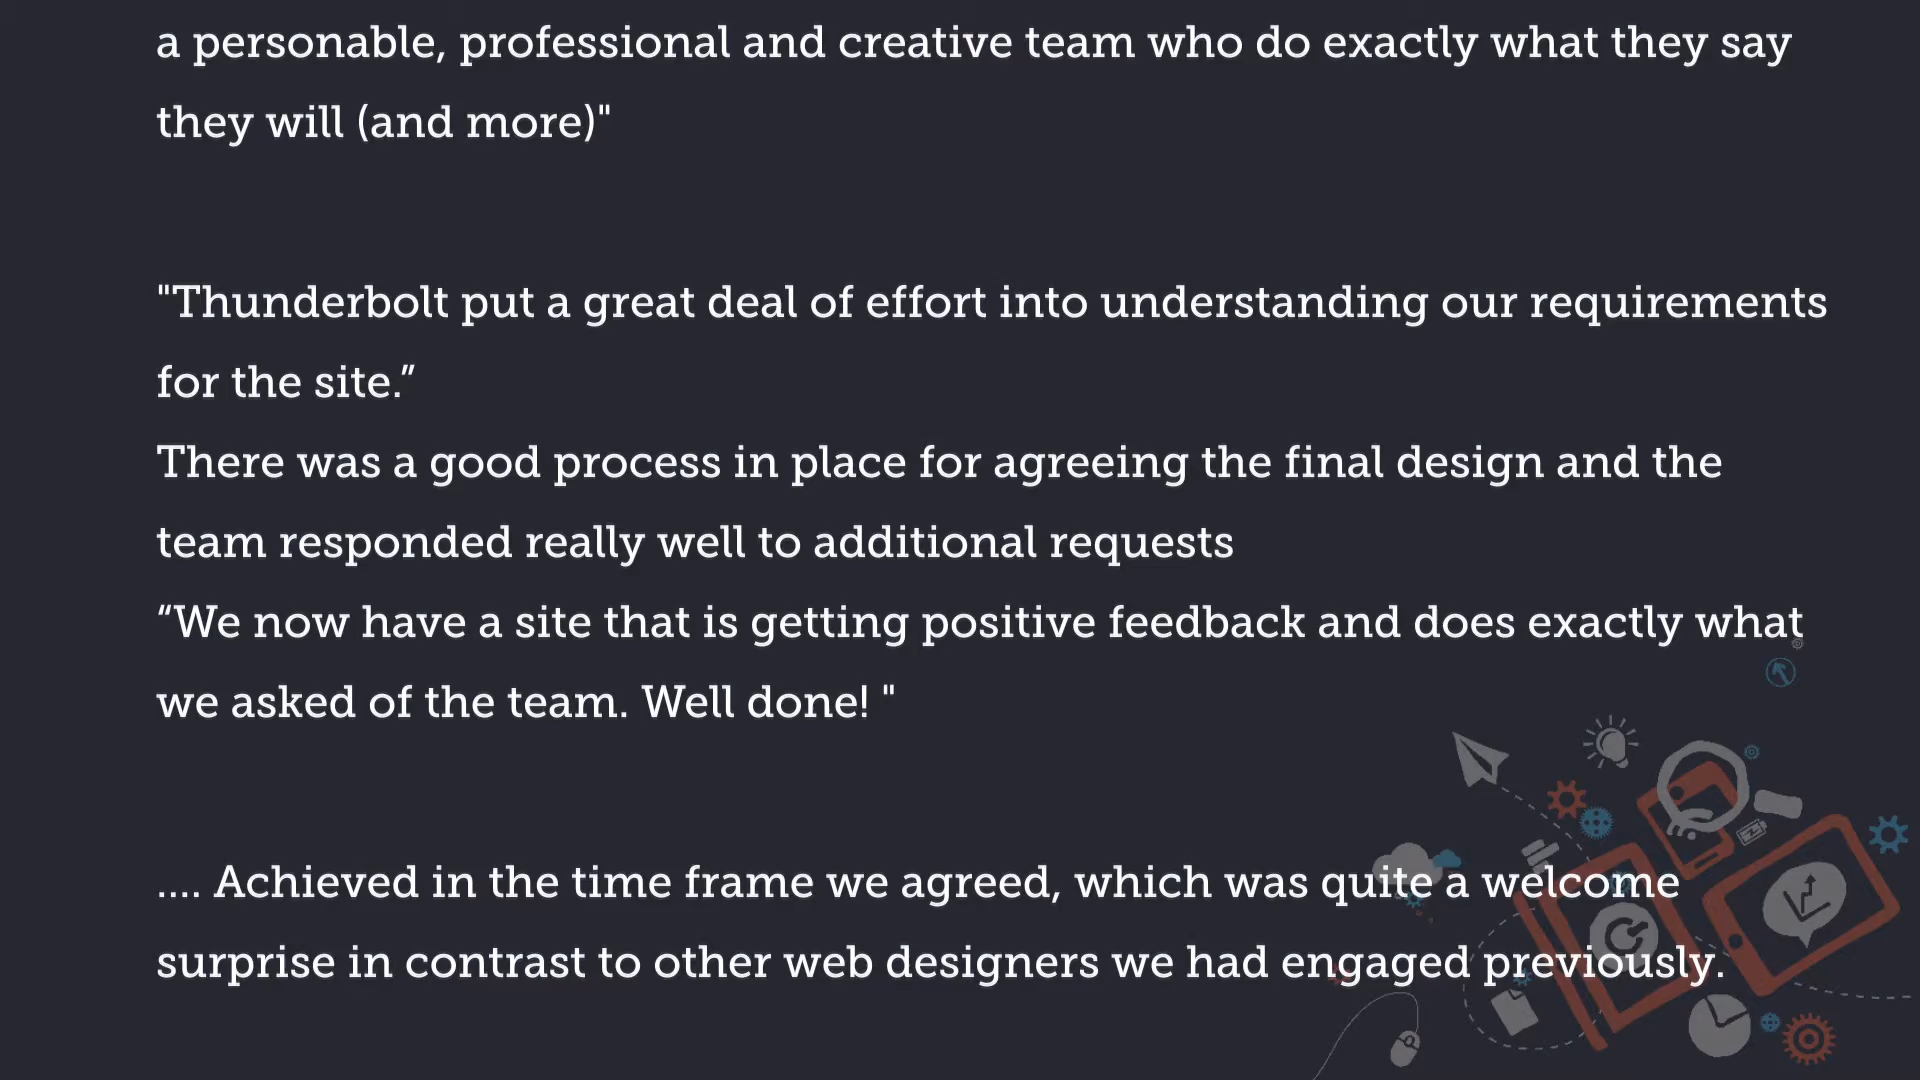 a personable, professional and creative team who do exactly what they say
they will (and more)"
"Thunderbolt put a great deal of effort into understanding our requirements
for the site.”
There was a good process in place for agreeing the final design and the
team responded really well to additional requests
“We now have a site that is getting positive feedback and does exactly what
we asked of the team. Well done! "
.... Achieved in the time frame we agreed, which was quite a welcome
surprise in contrast to other web designers we had engaged previously.